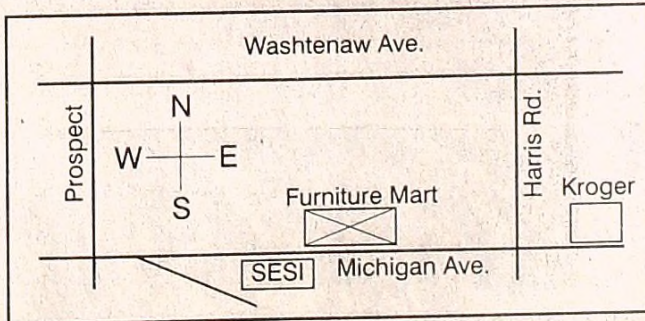 Washtenaw Ave.
Prospect
N
W E
S
Harris Rd.
Kroger
Furniture Mart
SESI Michigan Ave.